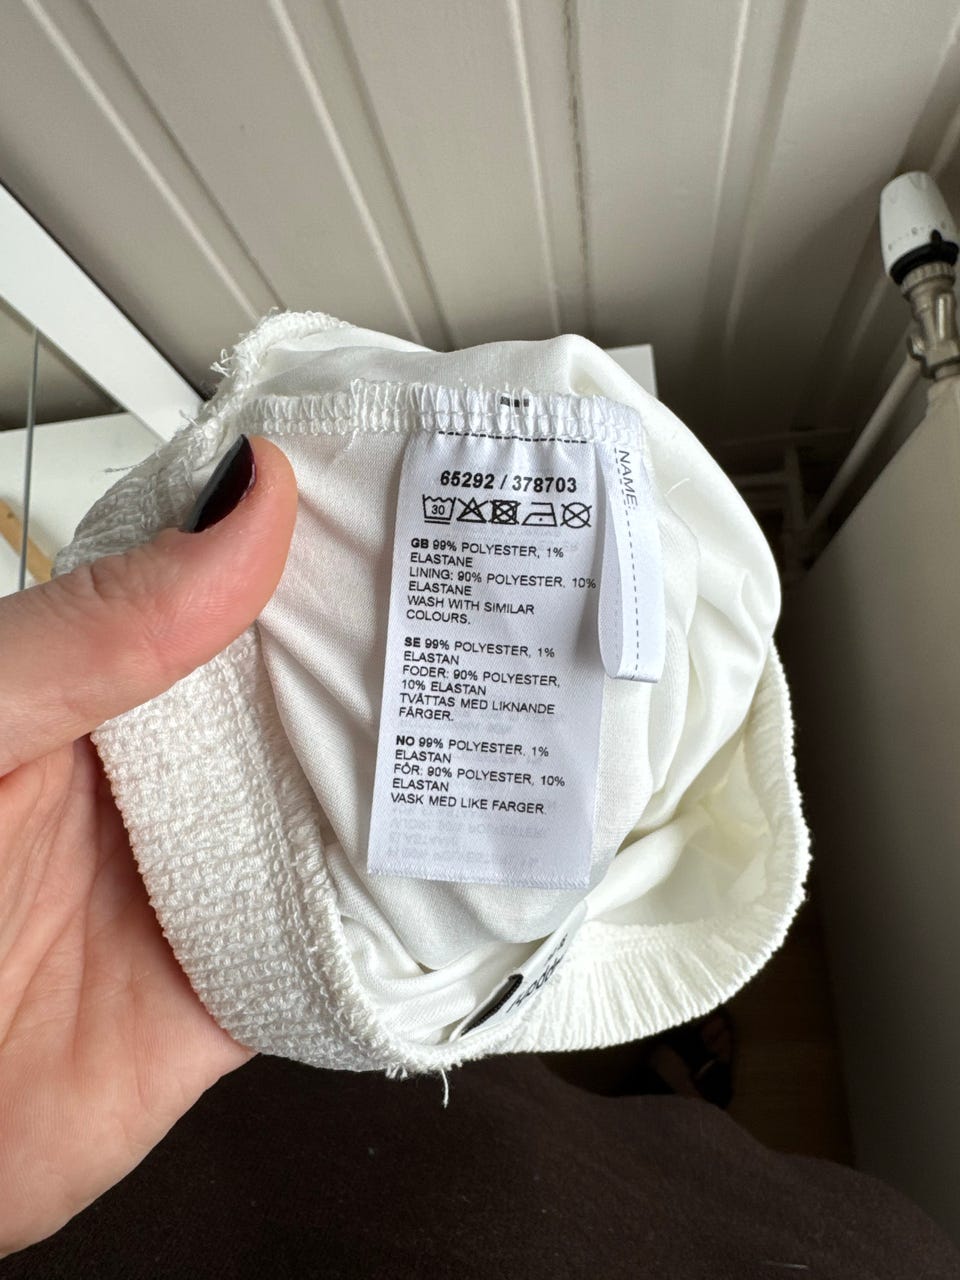 65292 / 378703
30
GB 99% POLYESTER, 1%
ELASTANE
LINING: 90% POLYESTER, 10%
ELASTANE
WASH WITH SIMILAR
COLOURS.
SE 99% POLYESTER, 1%
ELASTAN
FODER: 90% POLYESTER,
10% ELASTAN
TVÄTTAS MED LIKNANDE
FÄRGER.
NO 99% POLYESTER, 1%
ELASTAN
FÔR: 90% POLYESTER, 10%
ELASTAN
VASK MED LIKE FARGER.
NAME: